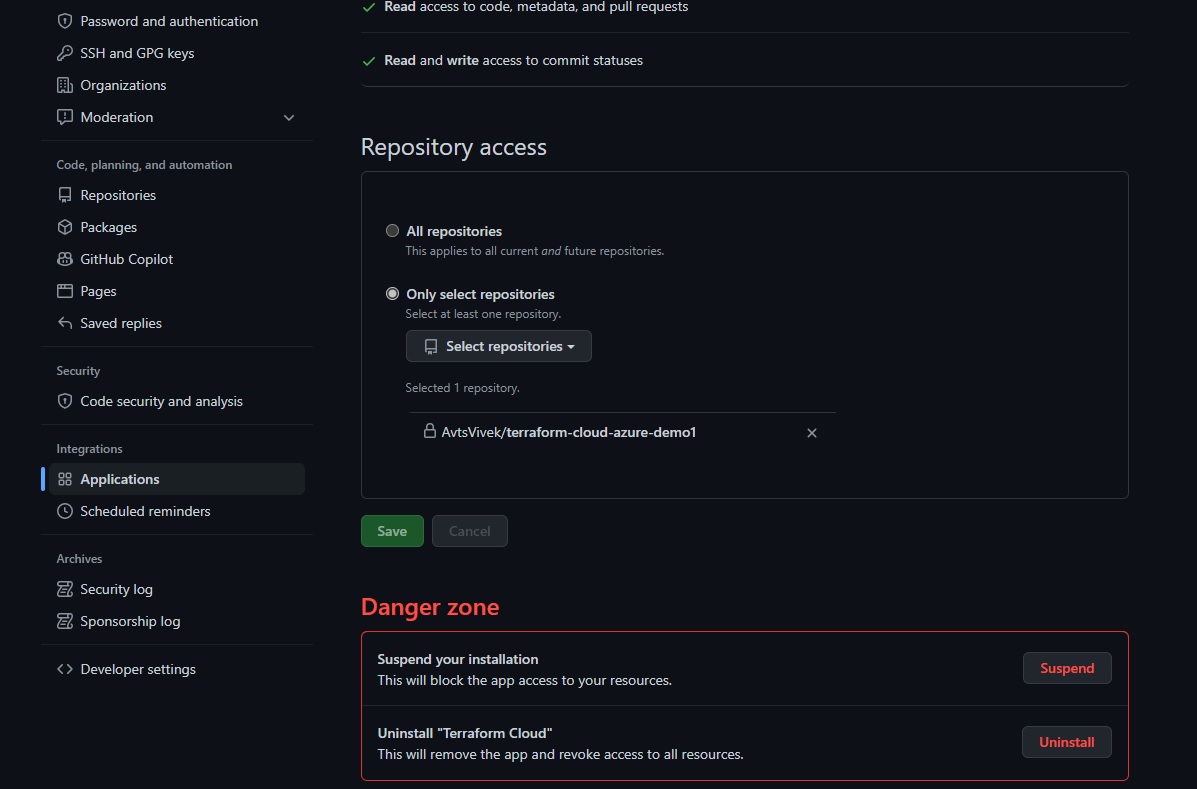 Password and authentication
SSH and GPG keys
Organizations
Moderation
Code, planning, and automation
Repositories
Packages
GitHub Copilot
Pages
Saved replies
Security
Code security and analysis
Integrations
Applications
Scheduled reminders
Archives
Security log
Sponsorship log
Developer settings
Read access to code, metadata, and pull requests
Read and write access to commit statuses
Repository access
All repositories
This applies to all current and future repositories.
Only select repositories
Select at least one repository.
Select repositories
Selected 1 repository.
AvtsVivek/terraform-cloud-azure-demo1
Save
Cancel
Danger zone
Suspend your installation
This will block the app access to your resources.
Suspend
Uninstall "Terraform Cloud"
This will remove the app and revoke access to all resources.
Uninstall